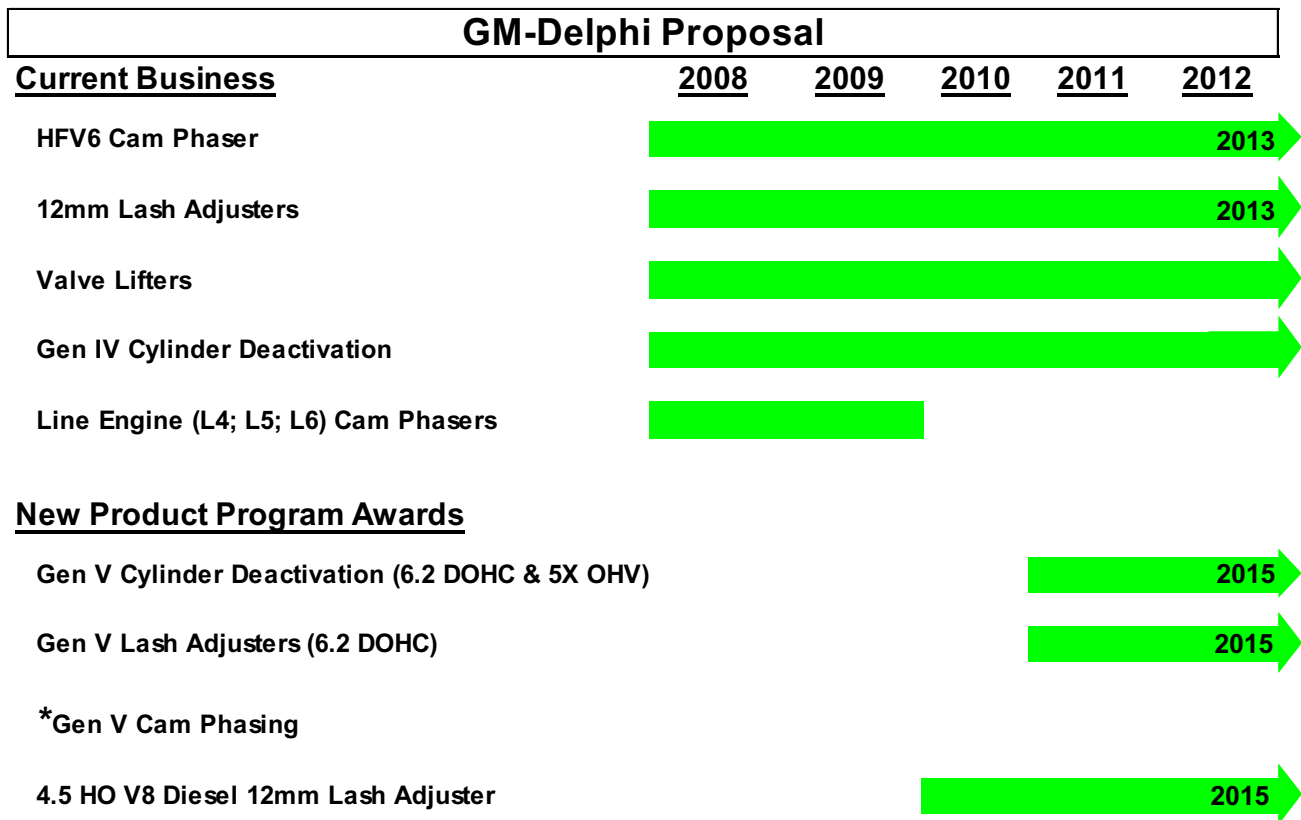 GM-Delphi Proposal
Current Business 2008 2009 2010 2011 2012
HFV6 Cam Phaser 2013
12mm Lash Adjusters 2013
Valve Lifters
Gen IV Cylinder Deactivation
Line Engine (L4; L5; L6) Cam Phasers
New Product Program Awards
Gen V Cylinder Deactivation (6.2 DOHC & 5X OHV) 2015
Gen V Lash Adjusters (6.2 DOHC) 2015
*Gen V Cam Phasing
4.5 HO V8 Diesel 12mm Lash Adjuster 2015